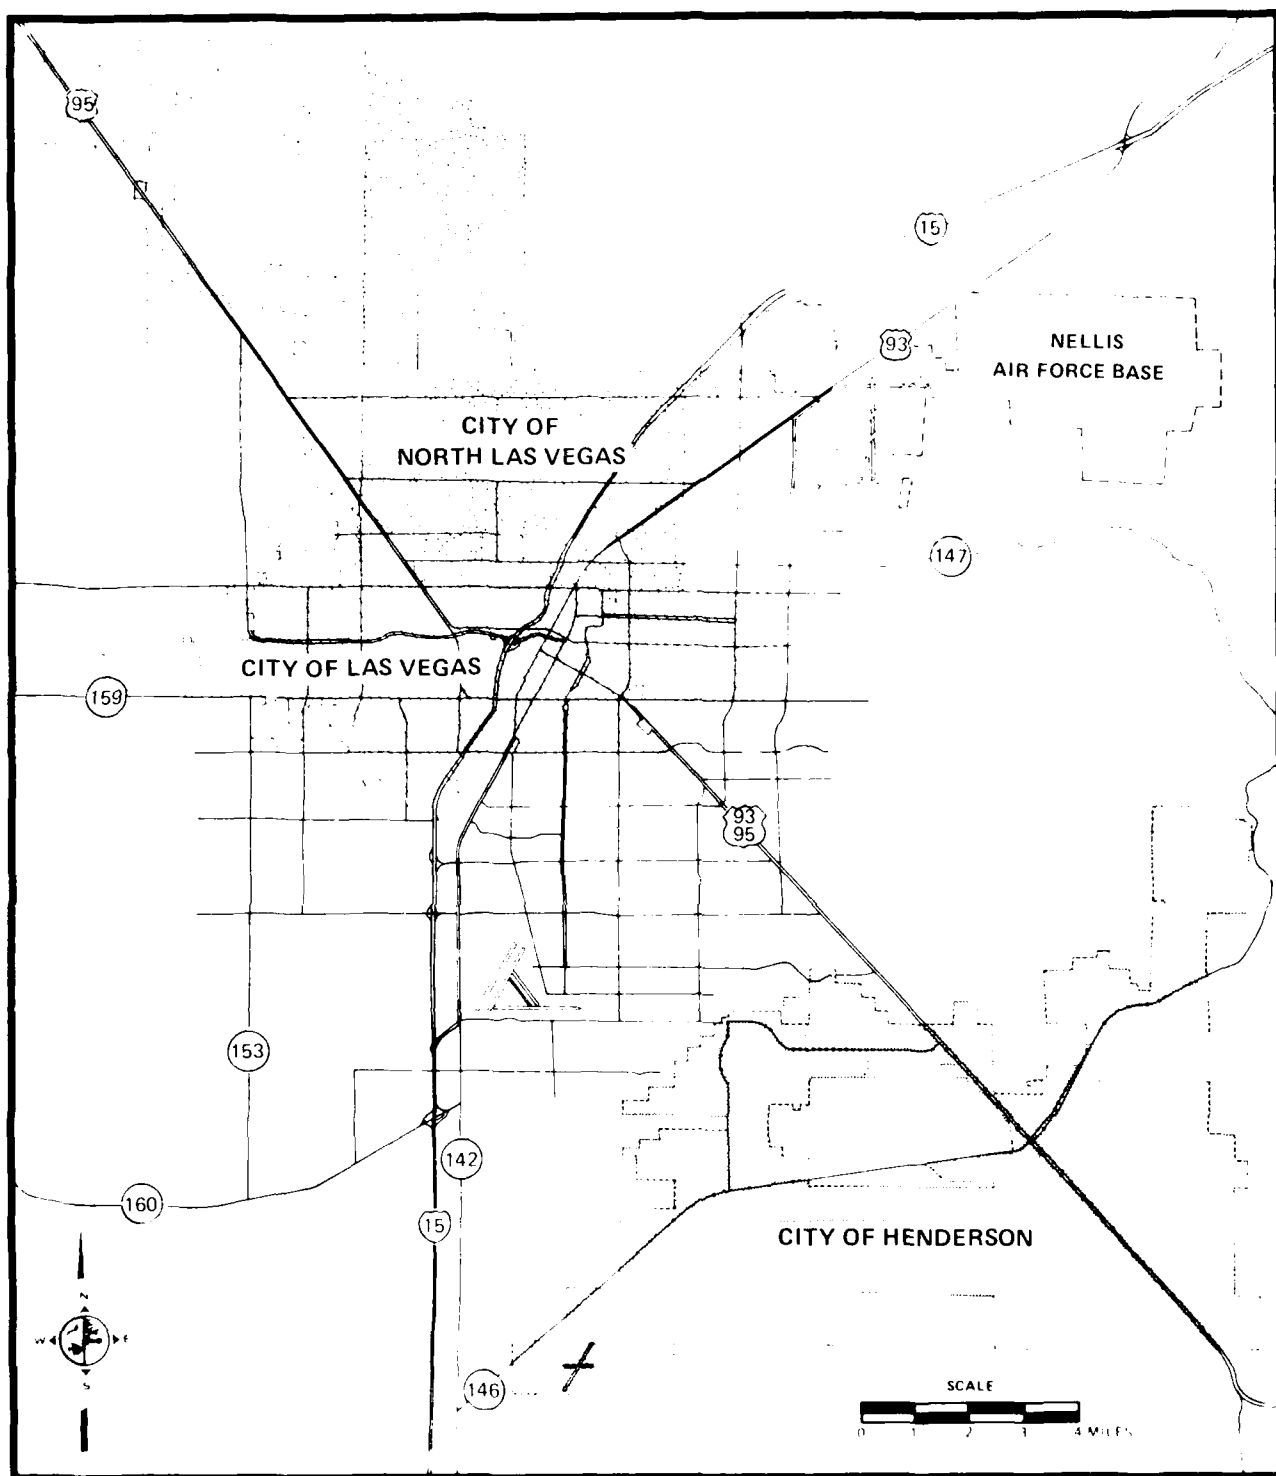 95
15
93
NELLIS
AIR FORCE BASE
CITY OF
NORTH LAS VEGAS
147
CITY OF LAS VEGAS
159
93
95
153
142
160
15
CITY OF HENDERSON
N
W E
S
146
SCALE
0 1 2 3 4 MILES